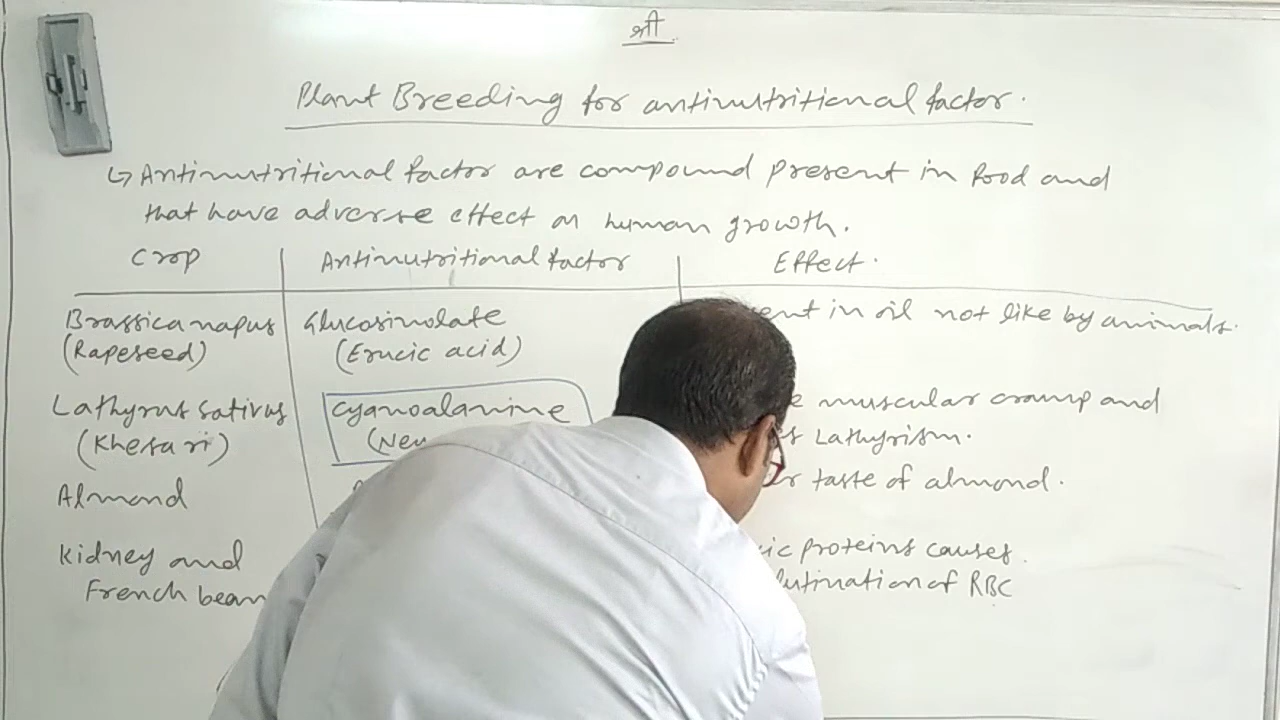 श्री
Plant Breeding for antinutritional factor.
↳ Antinutritional factor are compound present in food and
that have adverse effect on human growth.
Crop Antinutritional factor Effect.
Brassica napus Glucosinolate in oil not like by animals.
(Rapeseed) (Erucic acid)
Lathyrus sativus Cyanoalanine muscular cramp and
(Khesari) Lathyrism.
Almond taste of almond.
Kidney and proteins causes.
French bean of RBC